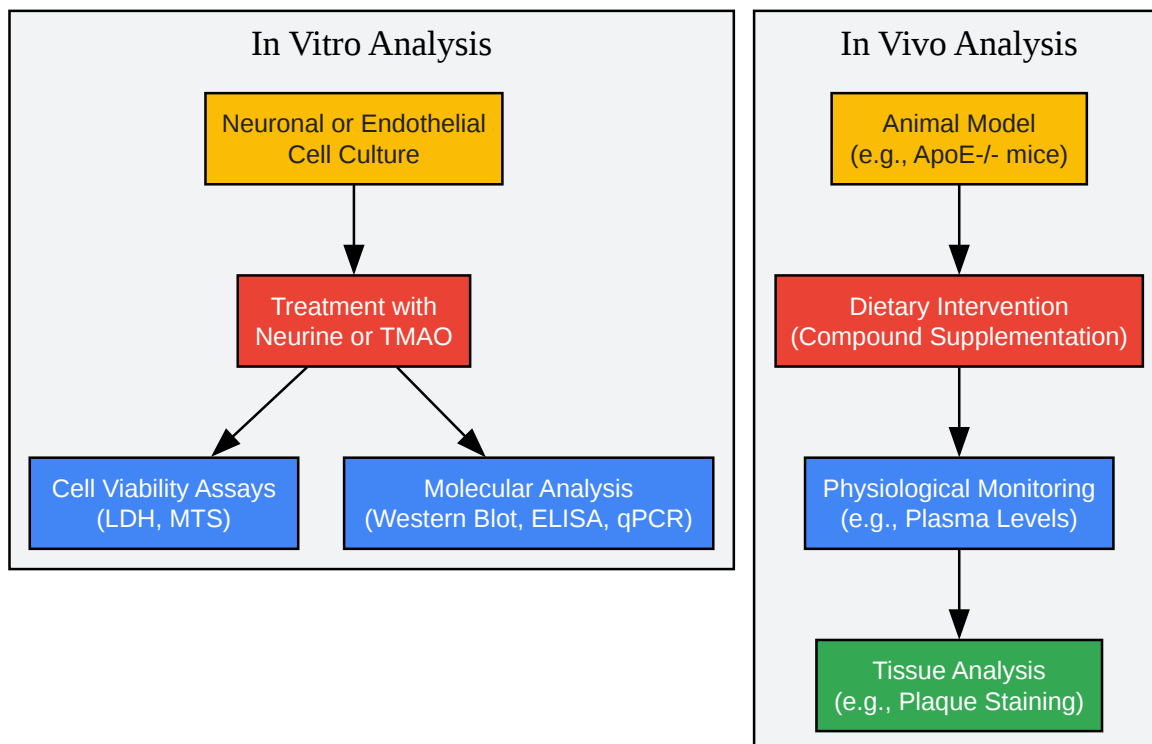 In Vitro Analysis
Neuronal or Endothelial
Cell Culture
Treatment with
Neurine or TMAO
Cell Viability Assays
(LDH, MTS)
Molecular Analysis
(Western Blot, ELISA, qPCR)
In Vivo Analysis
Animal Model
(e.g., ApoE-/- mice)
Dietary Intervention
(Compound Supplementation)
Physiological Monitoring
(e.g., Plasma Levels)
Tissue Analysis
(e.g., Plaque Staining)